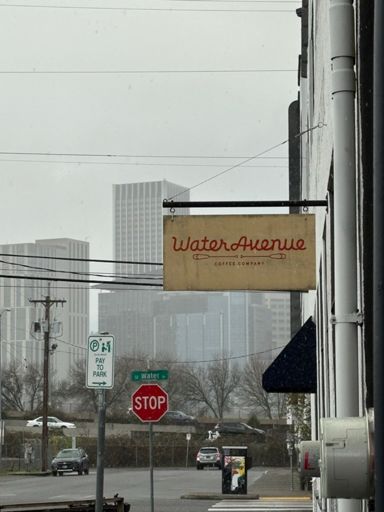 Water Avenue
COFFEE COMPANY
P
PAY
TO
PARK
Water
STOP